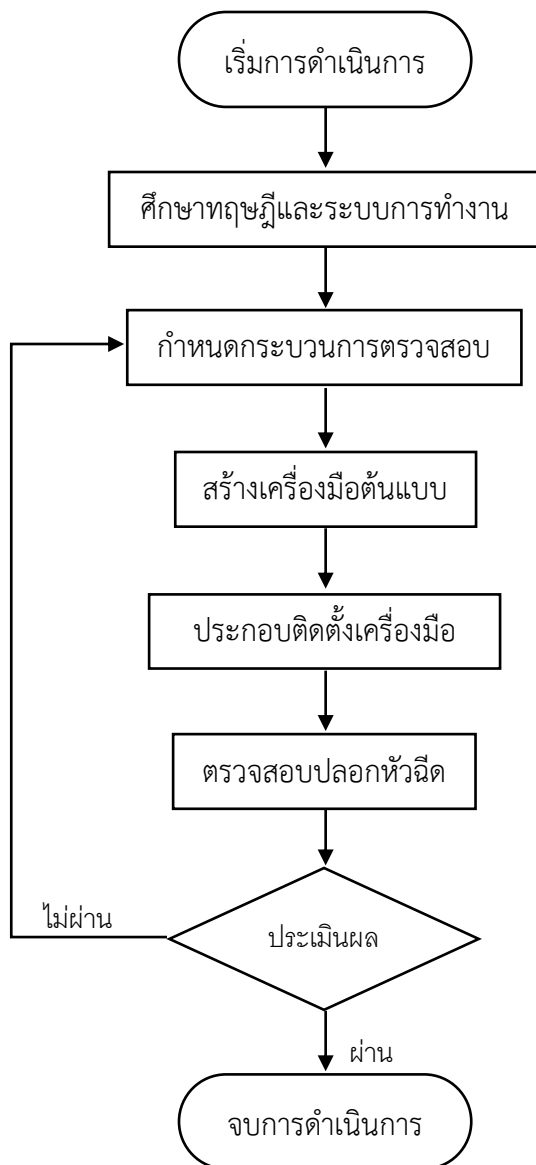 เริ่มการดำเนินการ
ศึกษาทฤษฎีและระบบการทำงาน
กำหนดกระบวนการตรวจสอบ
สร้างเครื่องมือต้นแบบ
ประกอบติดตั้งเครื่องมือ
ตรวจสอบปลอกหัวฉีด
ไม่ผ่าน
ประเมินผล
ผ่าน
จบการดำเนินการ